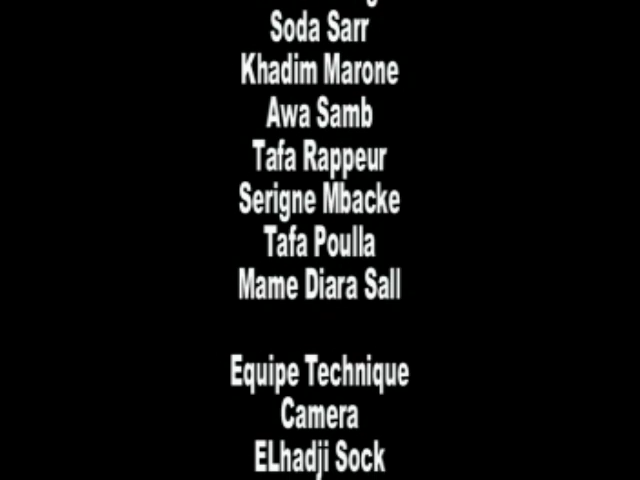 Soda Sarr
Khadim Marone
Awa Samb
Tafa Rappeur
Serigne Mbacke
Tafa Poulla
Mame Diara Sall
Equipe Technique
Camera
ELhadji Sock